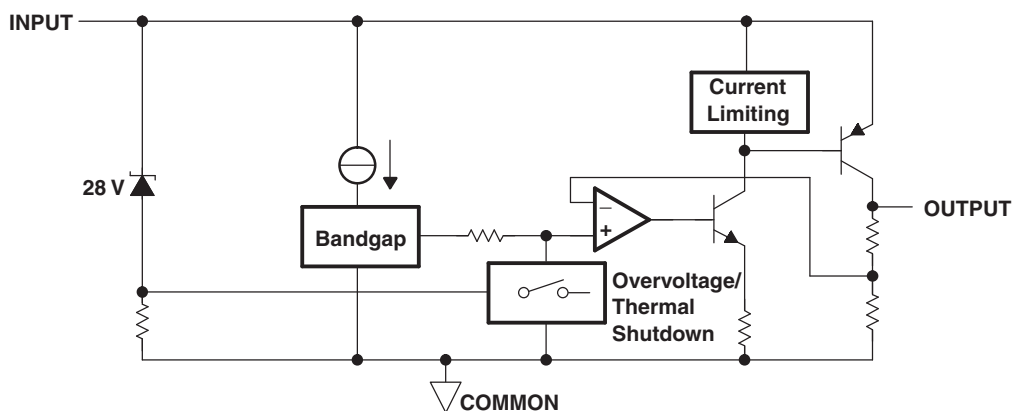 INPUT
Current
Limiting
28 V
–
OUTPUT
Bandgap
+
Overvoltage/
Thermal
Shutdown
COMMON